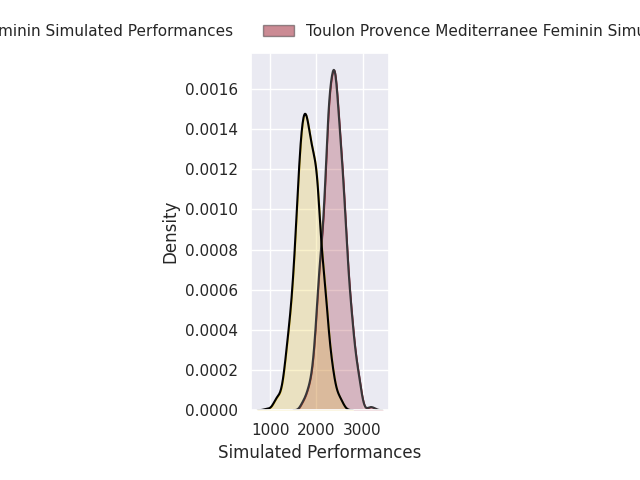 minin Simulated Performances
Toulon Provence Mediterranee Feminin Simu
0.0016
0.0014
0.0012
0.0010
0.0008
0.0006
0.0004
0.0002
0.0000
Density
1000 2000 3000
Simulated Performances